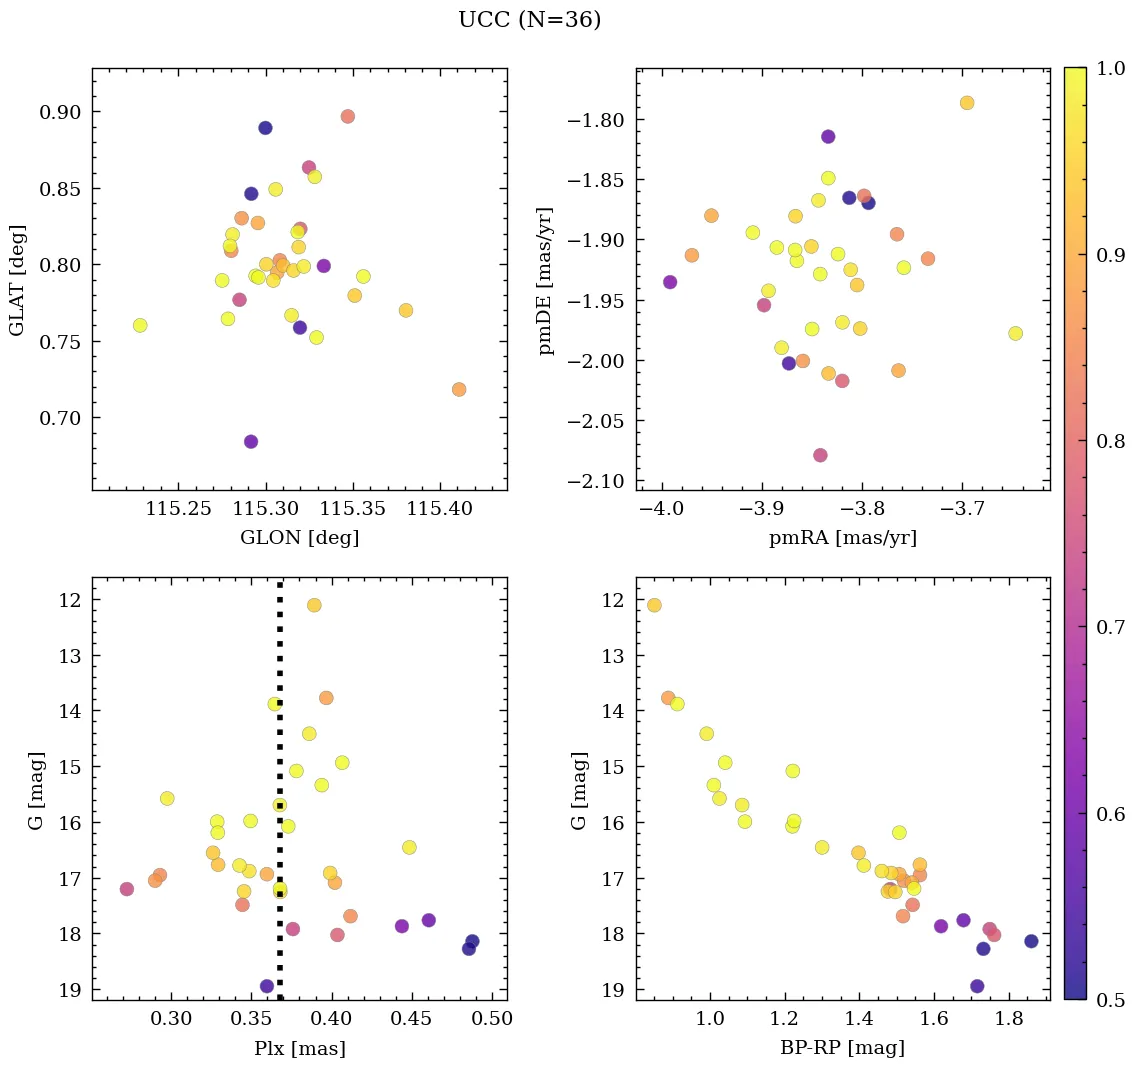 UCC (N=36)
0.90
0.85
0.80
0.75
0.70
GLAT [deg]
115.25 115.30 115.35 115.40
GLON [deg]
−1.80
−1.85
−1.90
−1.95
−2.00
−2.05
−2.10
pmDE [mas/yr]
−4.0 −3.9 −3.8 −3.7
pmRA [mas/yr]
12
13
14
15
16
17
18
19
G [mag]
0.30 0.35 0.40 0.45 0.50
Plx [mas]
12
13
14
15
16
17
18
19
G [mag]
1.0 1.2 1.4 1.6 1.8
BP-RP [mag]
1.0
0.9
0.8
0.7
0.6
0.5